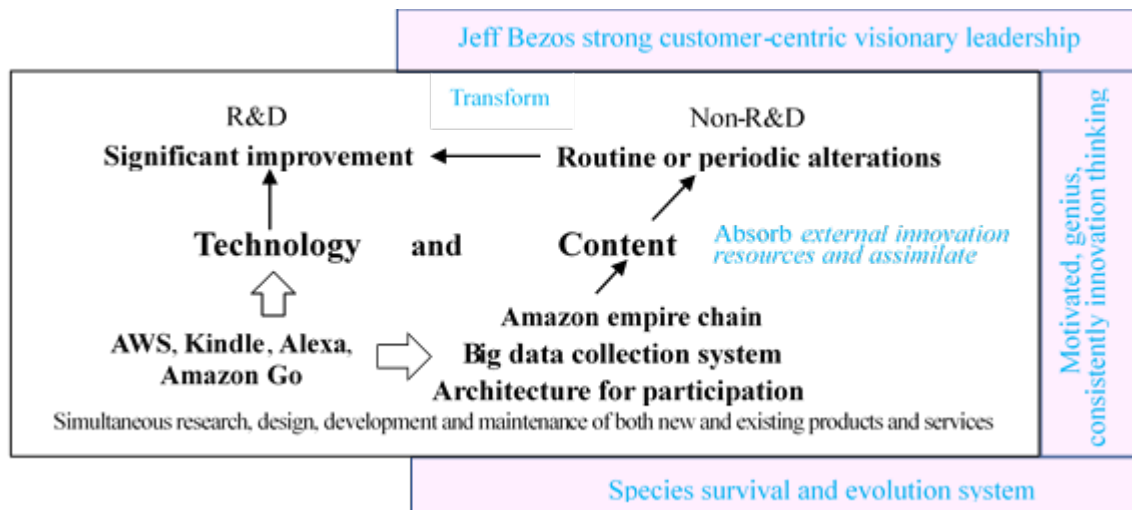 Jeff Bezos strong customer-centric visionary leadership
Transform
R&D
Non-R&D
Significant improvement
Routine or periodic alterations
Technology and Content
Absorb external innovation
resources and assimilate
Amazon empire chain
AWS, Kindle, Alexa,
Amazon Go
Big data collection system
Architecture for participation
Simultaneous research, design, development and maintenance of both new and existing products and services
Motivated, genius,
consistently innovation thinking
Species survival and evolution system